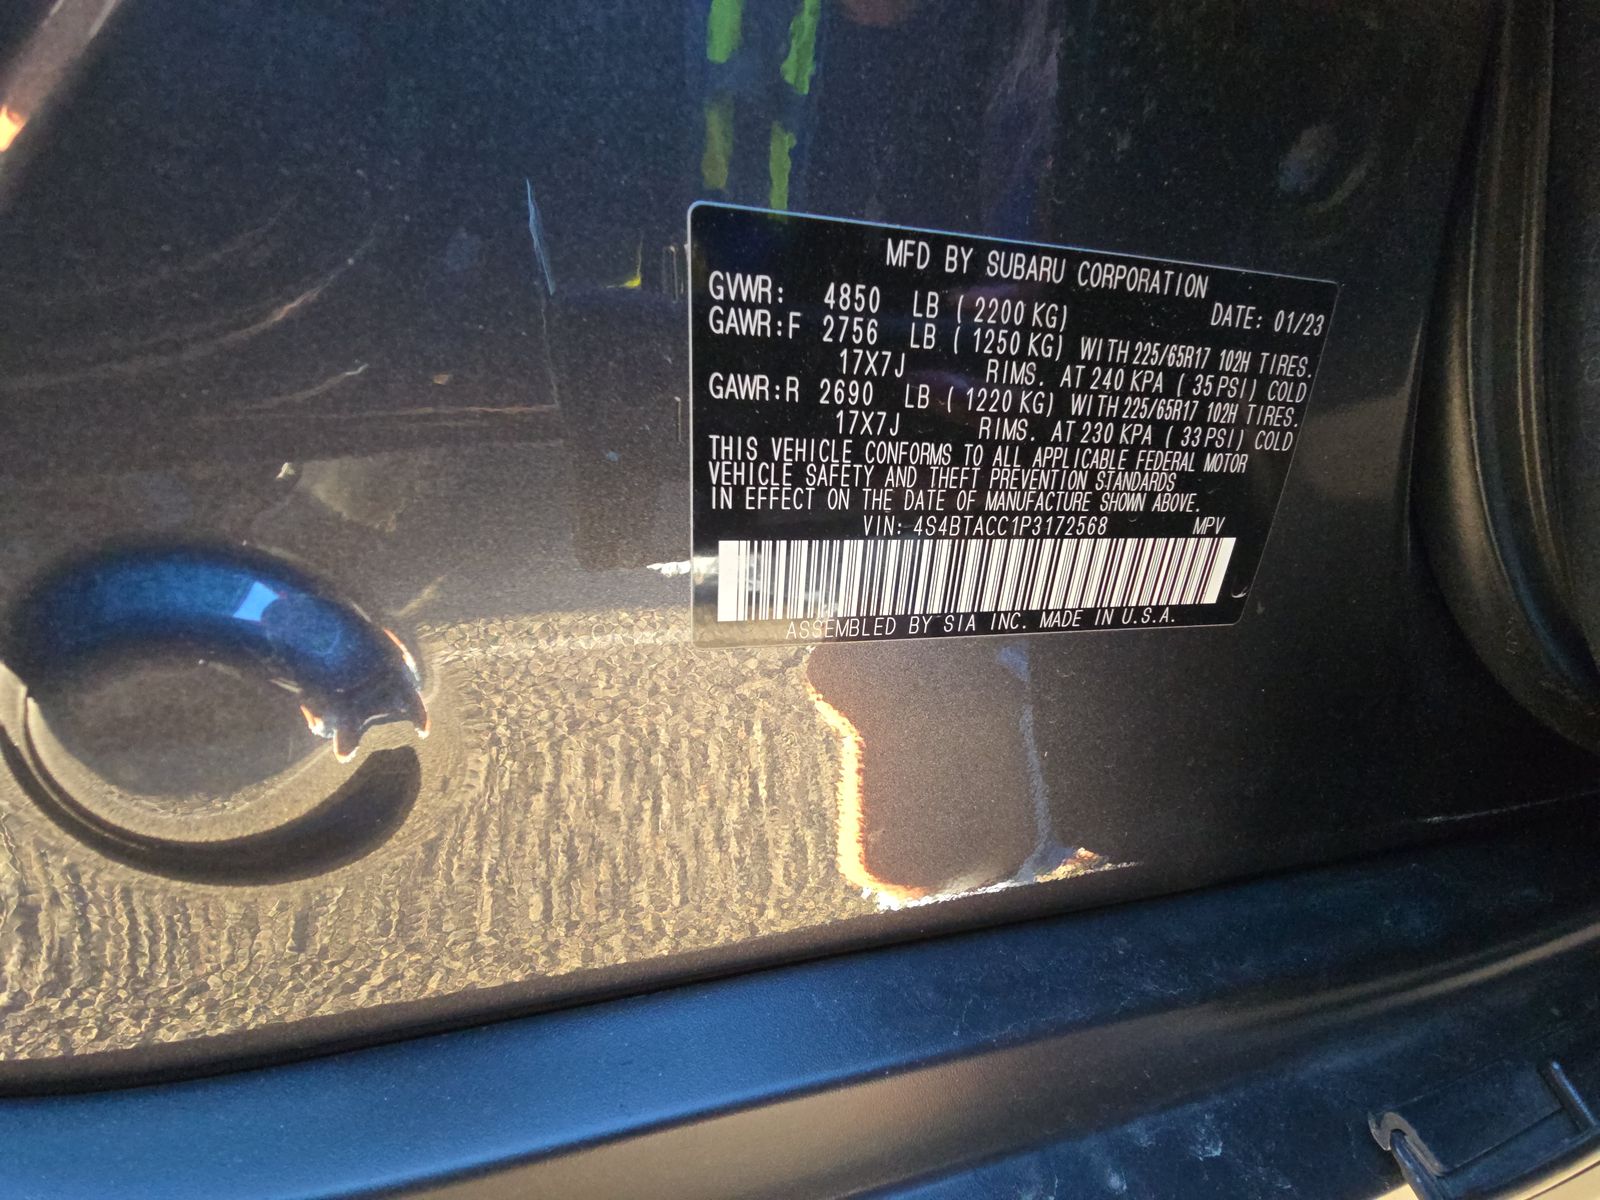 MFD BY SUBARU CORPORATION
GVWR: 4850 LB ( 2200 KG) DATE: 01/23
GAWR:F 2756 LB ( 1250 KG) WITH 225/65R17 102H TIRES.
17X7J RIMS. AT 240 KPA ( 35 PSI) COLD
GAWR:R 2690 LB ( 1220 KG) WITH 225/65R17 102H TIRES.
17X7J RIMS. AT 230 KPA ( 33 PSI) COLD
THIS VEHICLE CONFORMS TO ALL APPLICABLE FEDERAL MOTOR
VEHICLE SAFETY AND THEFT PREVENTION STANDARDS
IN EFFECT ON THE DATE OF MANUFACTURE SHOWN ABOVE.
VIN: 4S4BTACC1P3172568 MPV
ASSEMBLED BY SIA INC. MADE IN U.S.A.